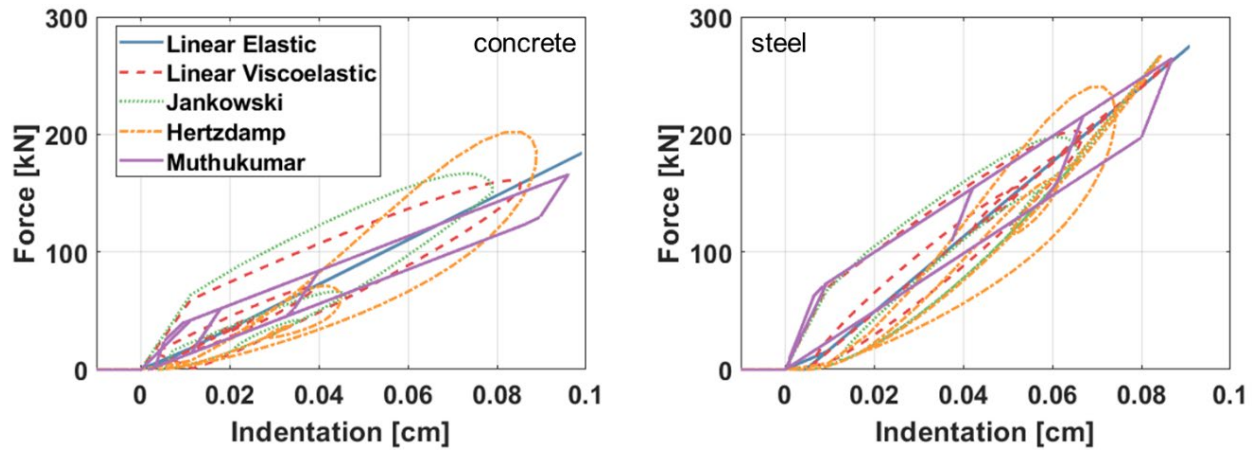 300
200
100
0
Force [kN]
concrete
Linear Elastic
Linear Viscoelastic
Jankowski
Hertzdamp
Muthukumar
0 0.02 0.04 0.06 0.08 0.1
Indentation [cm]
300
200
100
0
Force [kN]
steel
0 0.02 0.04 0.06 0.08 0.1
Indentation [cm]